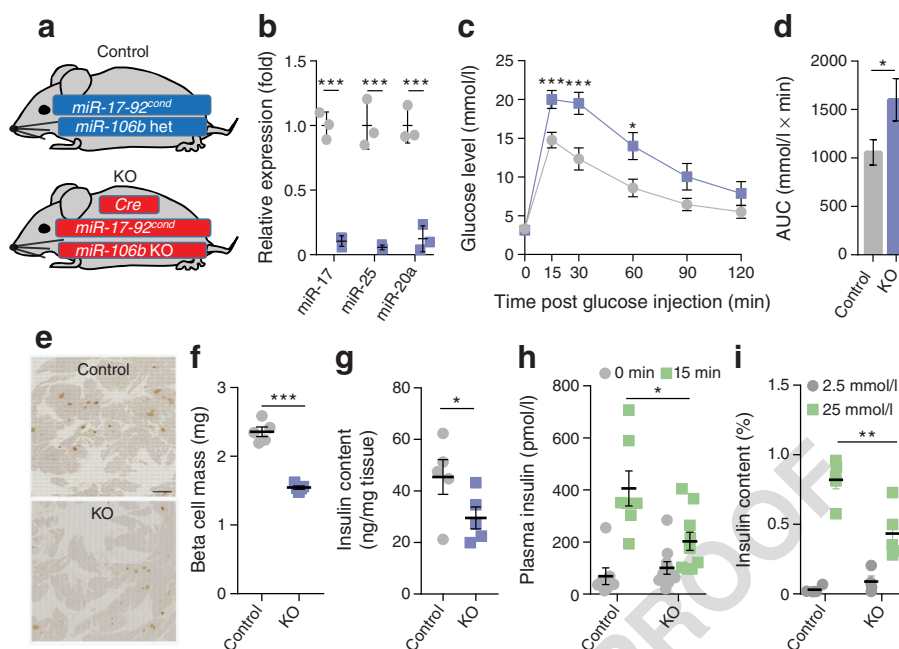 a
Control
miR-17-92cond
miR-106b het
KO
Cre
miR-17-92cond
miR-106b KO
b
Relative expression (fold)
1.5
1.0
0.5
0
***
***
***
miR-17
miR-25
miR-20a
c
Glucose level (mmol/l)
25
20
15
10
5
0
***
***
*
0
15
30
60
90
120
Time post glucose injection (min)
d
AUC (mmol/l × min)
2000
1500
1000
500
0
*
Control
KO
e
Control
KO
f
Beta cell mass (mg)
3
2
1
0
***
Control
KO
g
Insulin content
(ng/mg tissue)
80
60
40
20
0
*
Control
KO
h
0 min
15 min
Plasma insulin (pmol/l)
800
600
400
200
0
*
Control
KO
i
2.5 mmol/l
25 mmol/l
Insulin content (%)
1.0
0.5
0
**
Control
KO
PROOF